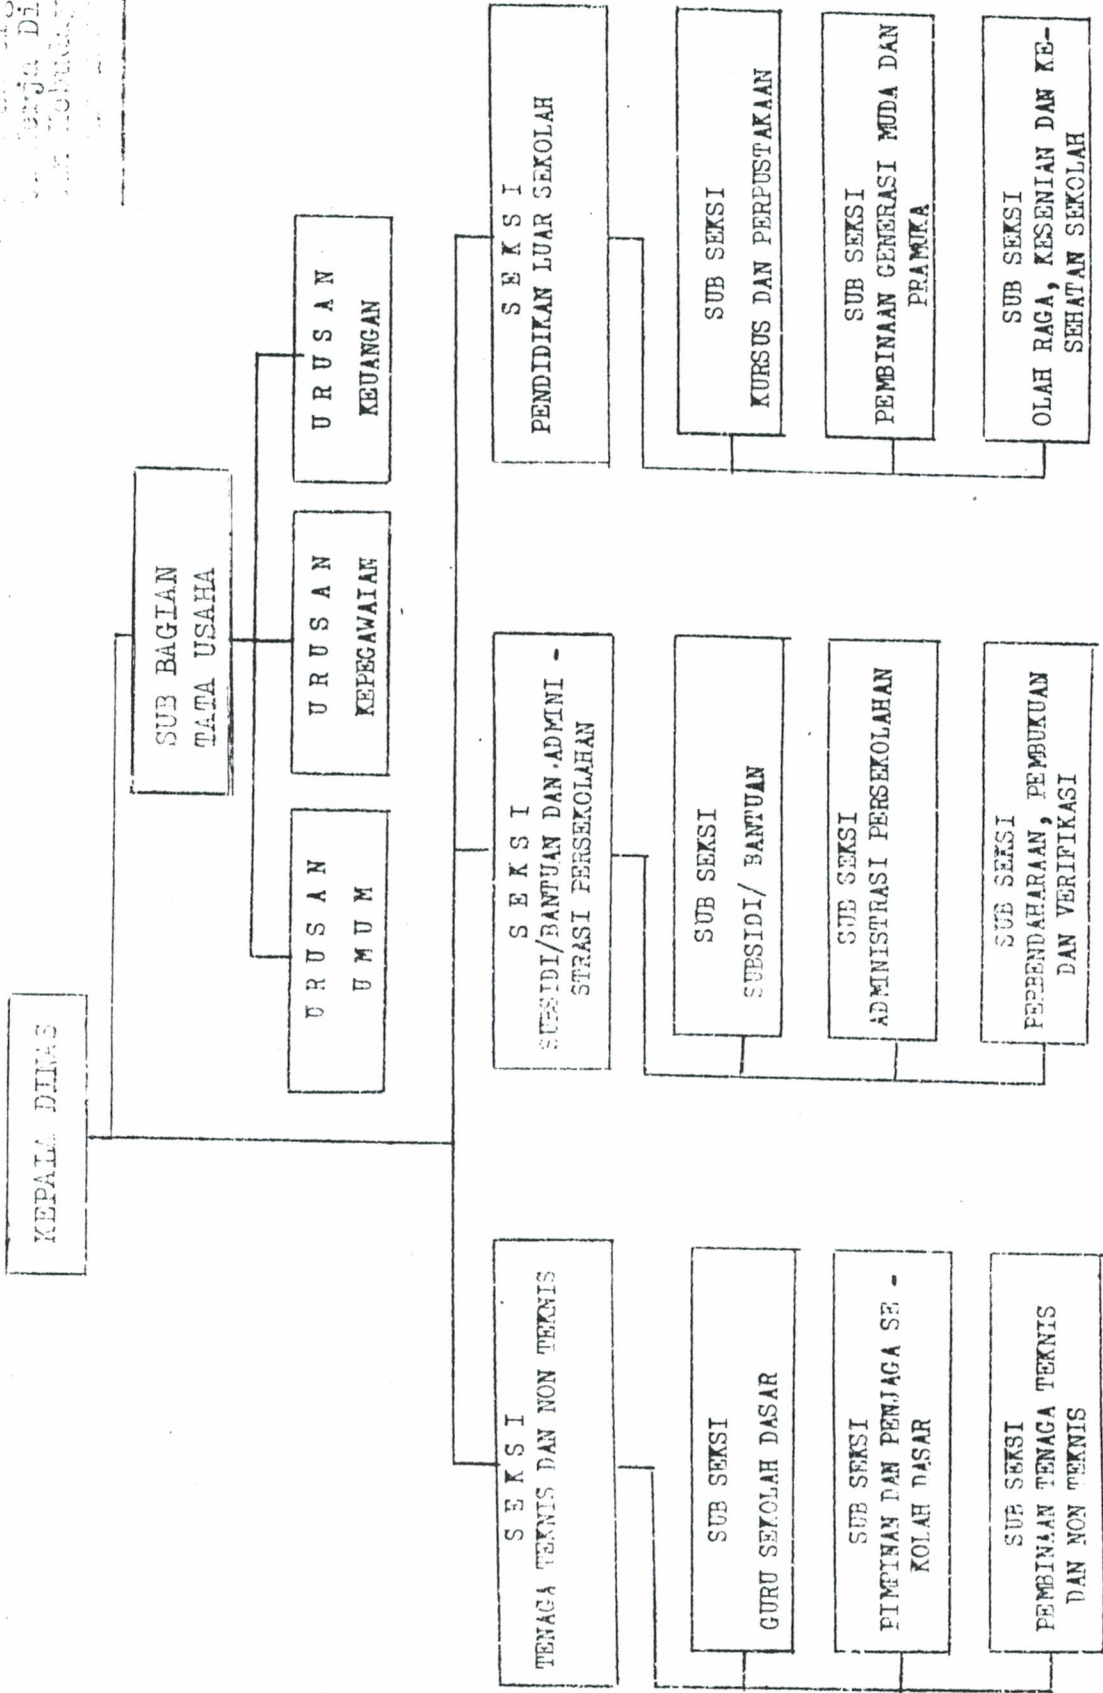 Kerja Di
KEPALA DINAS
SUB BAGIAN
TATA USAHA
U R U S A N
U M U M
U R U S A N
KEPEGAWAIAN
U R U S A N
KEUANGAN
S E K S I
TENAGA TEKNIS DAN NON TEKNIS
SUB SEKSI
GURU SEKOLAH DASAR
SUB SEKSI
PIMPINAN DAN PENJAGA SE -
KOLAH DASAR
SUB SEKSI
PEMBINAAN TENAGA TEKNIS
DAN NON TEKNIS
S E K S I
SUBSIDI/BANTUAN DAN ADMINI -
STRASI PERSEKOLAHAN
SUB SEKSI
SUBSIDI/ BANTUAN
SUB SEKSI
ADMINISTRASI PERSEKOLAHAN
SUB SEKSI
PERBENDAHARAAN, PEMBUKUAN
DAN VERIFIKASI
S E K S I
PENDIDIKAN LUAR SEKOLAH
SUB SEKSI
KURSUS DAN PERPUSTAKAAN
SUB SEKSI
PEMBINAAN GENERASI MUDA DAN
PRAMUKA
SUB SEKSI
OLAH RAGA, KESENIAN DAN KE-
SEHATAN SEKOLAH